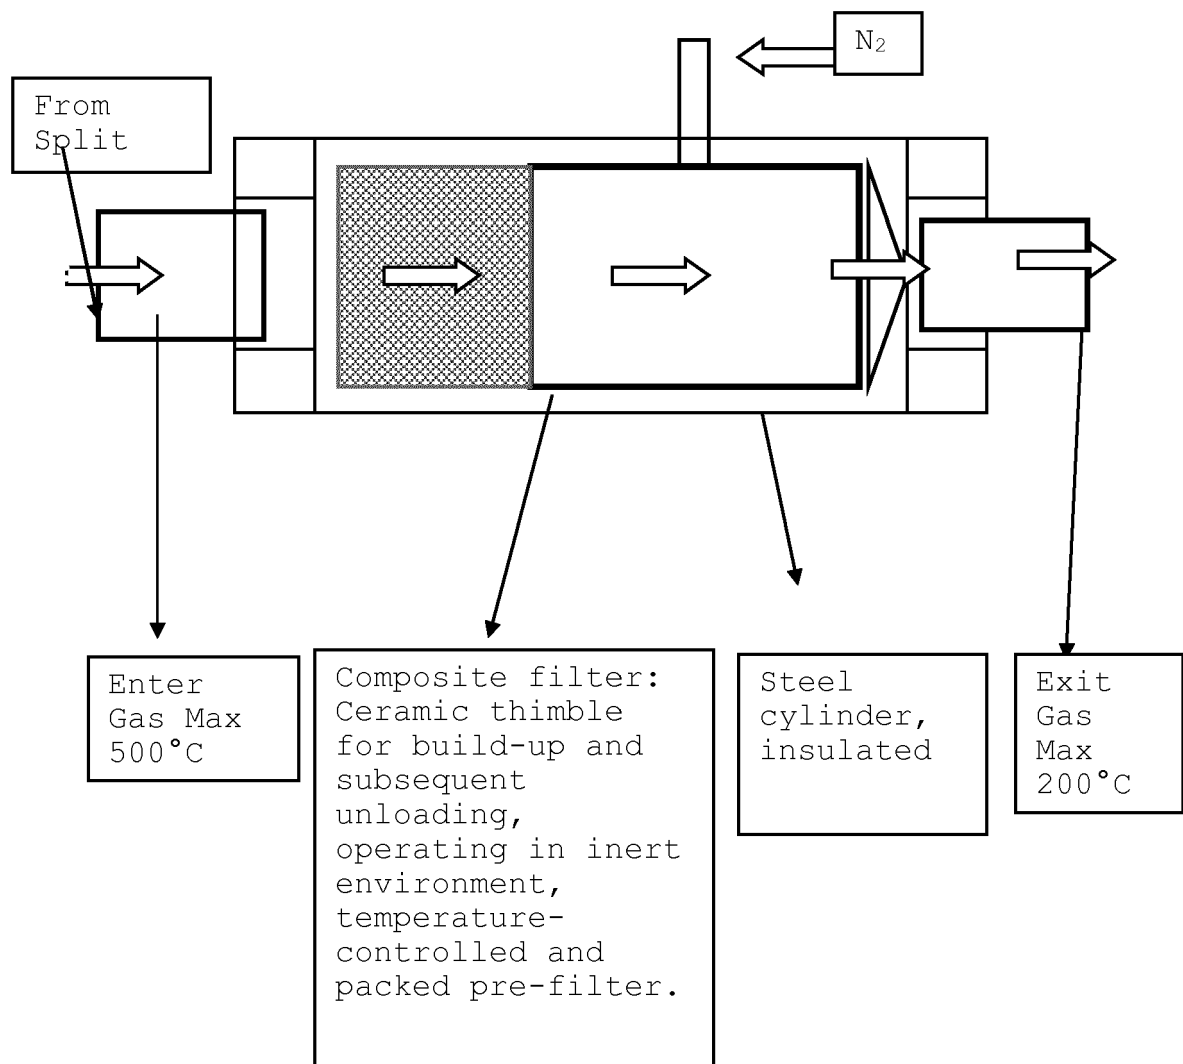 N₂
From
Split
Enter
Gas Max
500°C
Composite filter:
Ceramic thimble
for build-up and
subsequent
unloading,
operating in inert
environment,
temperature-
controlled and
packed pre-filter.
Steel
cylinder,
insulated
Exit
Gas
Max
200°C